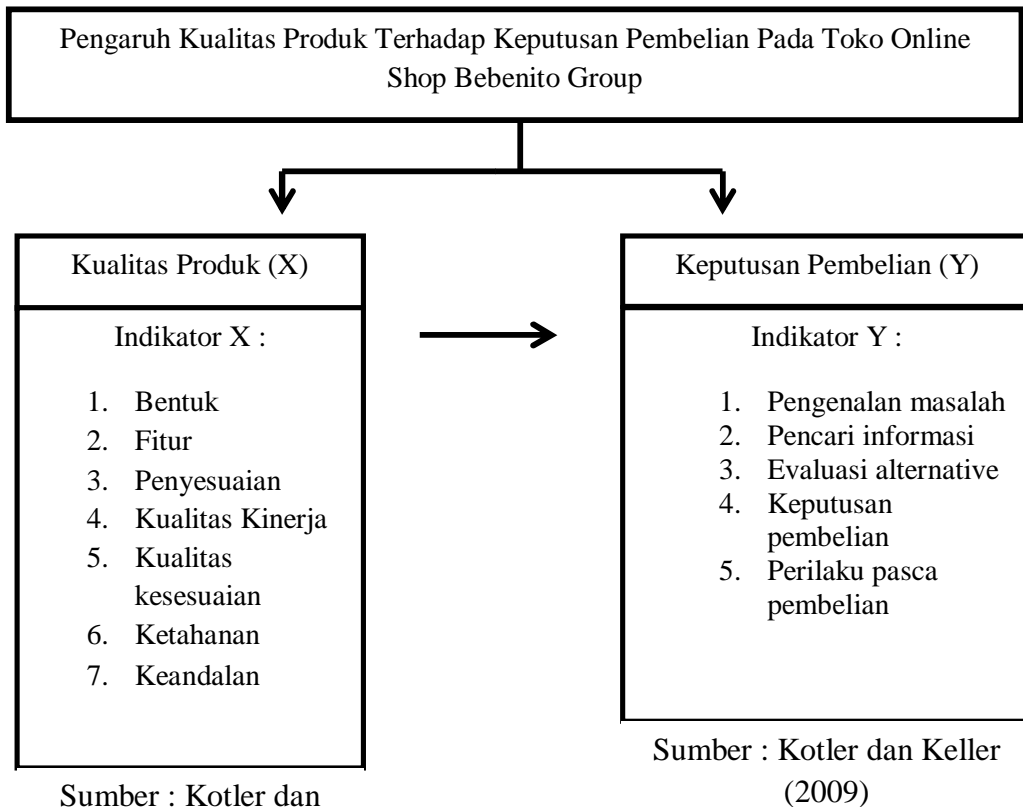 Pengaruh Kualitas Produk Terhadap Keputusan Pembelian Pada Toko Online
Shop Bebenito Group
Kualitas Produk (X)
Indikator X :
1. Bentuk
2. Fitur
3. Penyesuaian
4. Kualitas Kinerja
5. Kualitas
kesesuaian
6. Ketahanan
7. Keandalan
Sumber : Kotler dan
Keputusan Pembelian (Y)
Indikator Y :
1. Pengenalan masalah
2. Pencari informasi
3. Evaluasi alternative
4. Keputusan
pembelian
5. Perilaku pasca
pembelian
Sumber : Kotler dan Keller
(2009)